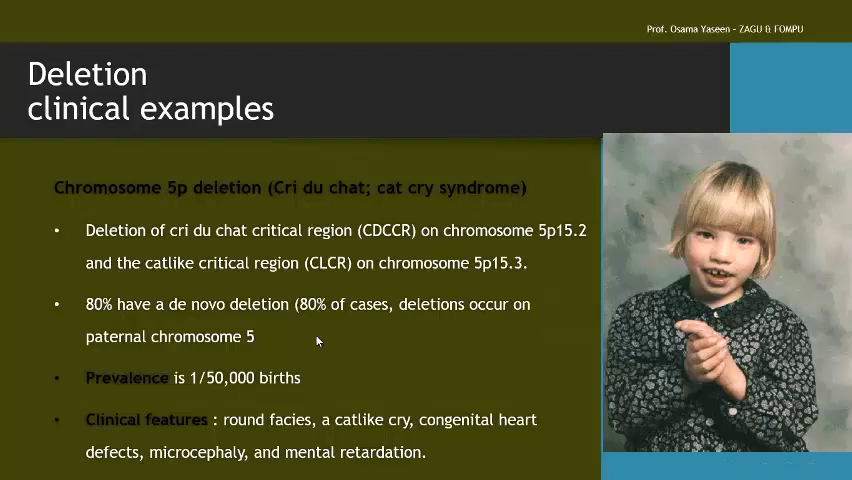 Prof. Osama Yaseen – ZAGU & FOMPU
Deletion
clinical examples
Chromosome 5p deletion (Cri du chat; cat cry syndrome)
• Deletion of cri du chat critical region (CDCCR) on chromosome 5p15.2
and the catlike critical region (CLCR) on chromosome 5p15.3.
• 80% have a de novo deletion (80% of cases, deletions occur on
paternal chromosome 5
• Prevalence is 1/50,000 births
• Clinical features : round facies, a catlike cry, congenital heart
defects, microcephaly, and mental retardation.